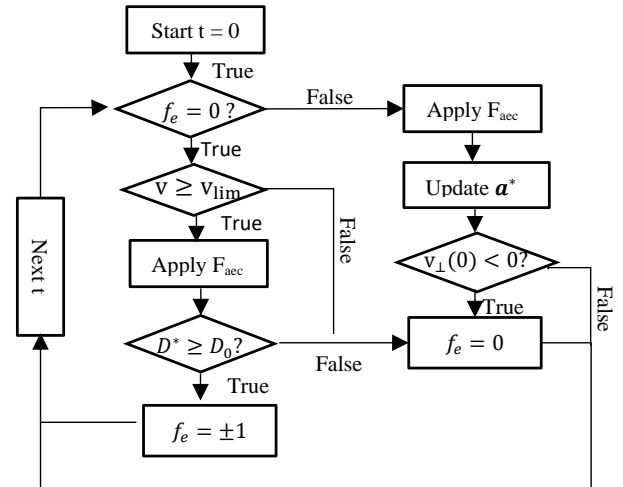 Start t = 0
True
f_e = 0 ?
False
Apply F_aec
True
v ≥ v_lim
Update a*
True
False
Apply F_aec
v_⊥(0) < 0?
Next t
True
False
D* ≥ D_0?
f_e = 0
False
True
f_e = ±1